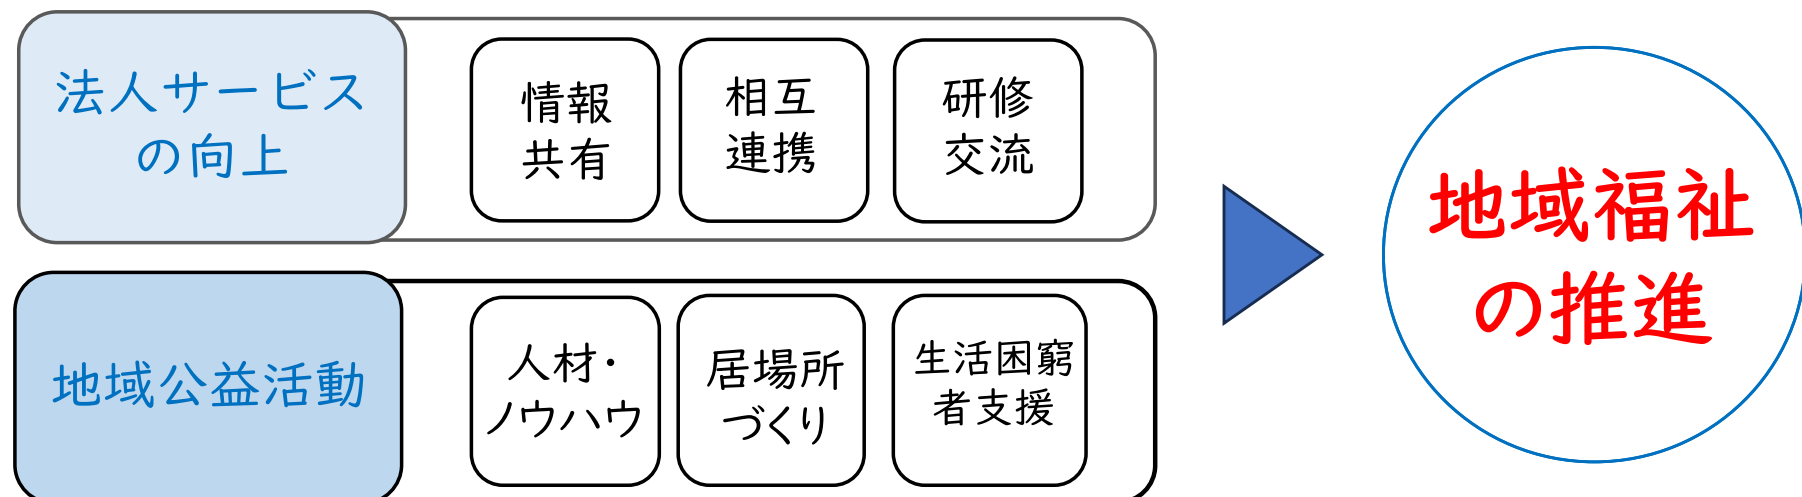 法人サービス
の向上
情報
共有
相互
連携
研修
交流
地域公益活動
人材・
ノウハウ
居場所
づくり
生活困窮
者支援
地域福祉
の推進